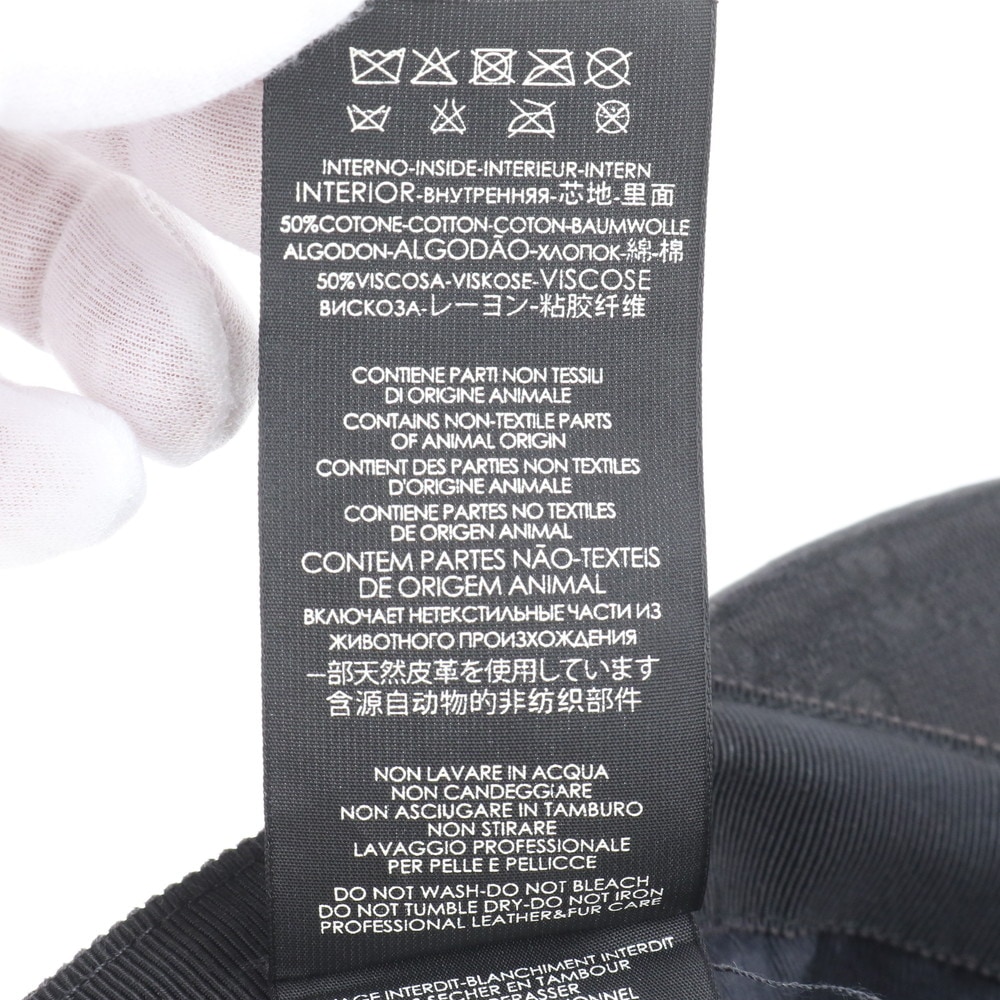 INTERNO-INSIDE-INTERIEUR-INTERN
INTERIOR-ВНУТРЕННЯЯ-芯地-里面
50%COTONE-COTTON-COTON-BAUMWOLLE
ALGODON-ALGODÃO-ХЛОПОК-綿-棉
50%VISCOSA-VISKOSE-VISCOSE
ВИСКОЗА-レーヨン-粘胶纤维
CONTIENE PARTI NON TESSILI
DI ORIGINE ANIMALE
CONTAINS NON-TEXTILE PARTS
OF ANIMAL ORIGIN
CONTIENT DES PARTIES NON TEXTILES
D'ORIGINE ANIMALE
CONTIENE PARTES NO TEXTILES
DE ORIGEN ANIMAL
CONTEM PARTES NÃO-TEXTEIS
DE ORIGEM ANIMAL
ВКЛЮЧАЕТ НЕТЕКСТИЛЬНЫЕ ЧАСТИ ИЗ
ЖИВОТНОГО ПРОИЗХОЖДЕНИЯ
一部天然皮革を使用しています
含源自动物的非纺织部件
NON LAVARE IN ACQUA
NON CANDEGGIARE
NON ASCIUGARE IN TAMBURO
NON STIRARE
LAVAGGIO PROFESSIONALE
PER PELLE E PELLICCE
DO NOT WASH-DO NOT BLEACH
DO NOT TUMBLE DRY-DO NOT IRON
PROFESSIONAL LEATHER&FUR CARE
INTERDIT-BLANCHIMENT INTERDIT
SÉCHER EN TAMBOUR